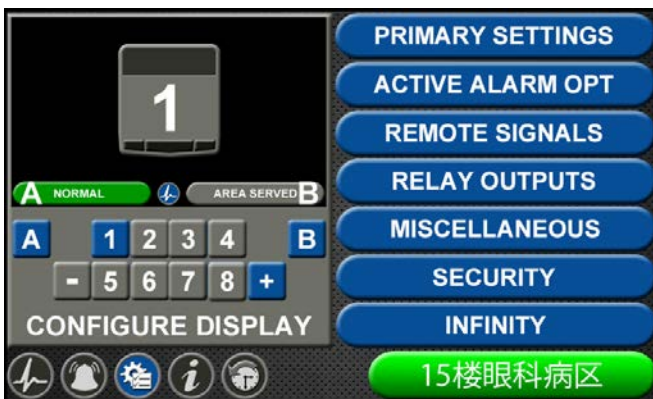 1
A NORMAL
AREA SERVED B
A 1 2 3 4 B
- 5 6 7 8 +
CONFIGURE DISPLAY
i
PRIMARY SETTINGS
ACTIVE ALARM OPT
REMOTE SIGNALS
RELAY OUTPUTS
MISCELLANEOUS
SECURITY
INFINITY
15楼眼科病区